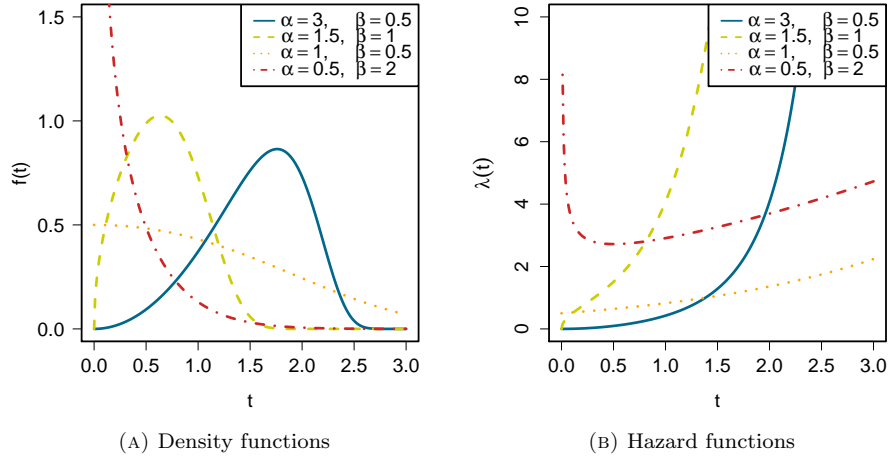 α = 3, β = 0.5
α = 1.5, β = 1
α = 1, β = 0.5
α = 0.5, β = 2
f(t)
1.5
1.0
0.5
0.0
0.0 0.5 1.0 1.5 2.0 2.5 3.0
t
(A) Density functions
α = 3, β = 0.5
α = 1.5, β = 1
α = 1, β = 0.5
α = 0.5, β = 2
λ(t)
10
8
6
4
2
0
0.0 0.5 1.0 1.5 2.0 2.5 3.0
t
(B) Hazard functions